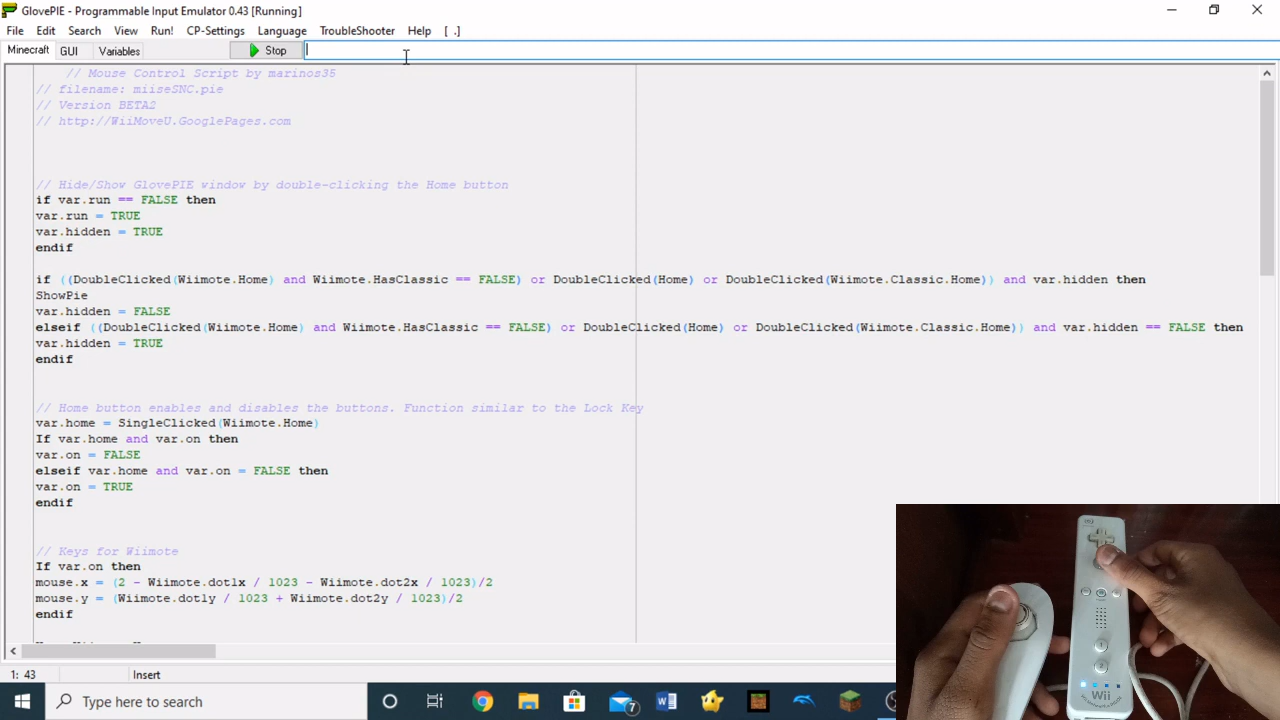 GlovePIE - Programmable Input Emulator 0.43 [Running]
File Edit Search View Run! CP-Settings Language TroubleShooter Help [ .]
Minecraft GUI Variables Stop
// Mouse Control Script by marinos35
// filename: miiseSNC.pie
// Version BETA2
// http://WiiMoveU.GooglePages.com
// Hide/Show GlovePIE window by double-clicking the Home button
if var.run == FALSE then
var.run = TRUE
var.hidden = TRUE
endif
if ((DoubleClicked(Wiimote.Home) and Wiimote.HasClassic == FALSE) or DoubleClicked(Home) or DoubleClicked(Wiimote.Classic.Home)) and var.hidden then
ShowPie
var.hidden = FALSE
elseif ((DoubleClicked(Wiimote.Home) and Wiimote.HasClassic == FALSE) or DoubleClicked(Home) or DoubleClicked(Wiimote.Classic.Home)) and var.hidden == FALSE then
var.hidden = TRUE
endif
// Home button enables and disables the buttons. Function similar to the Lock Key
var.home = SingleClicked(Wiimote.Home)
If var.home and var.on then
var.on = FALSE
elseif var.home and var.on = FALSE then
var.on = TRUE
endif
// Keys for Wiimote
If var.on then
mouse.x = (2 - Wiimote.dot1x / 1023 - Wiimote.dot2x / 1023)/2
mouse.y = (Wiimote.dot1y / 1023 + Wiimote.dot2y / 1023)/2
endif
1: 43 Insert
Type here to search
7
W
Wii